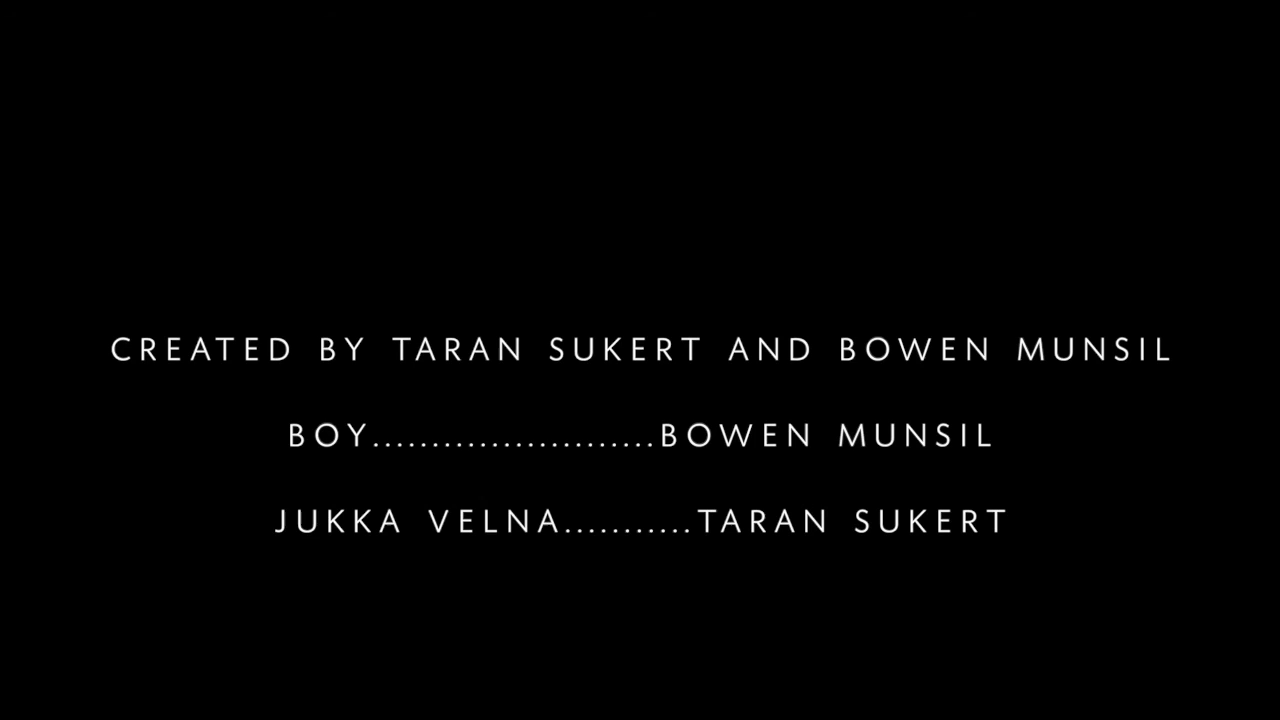 CREATED BY TARAN SUKERT AND BOWEN MUNSIL
BOY........................BOWEN MUNSIL
JUKKA VELNA...........TARAN SUKERT